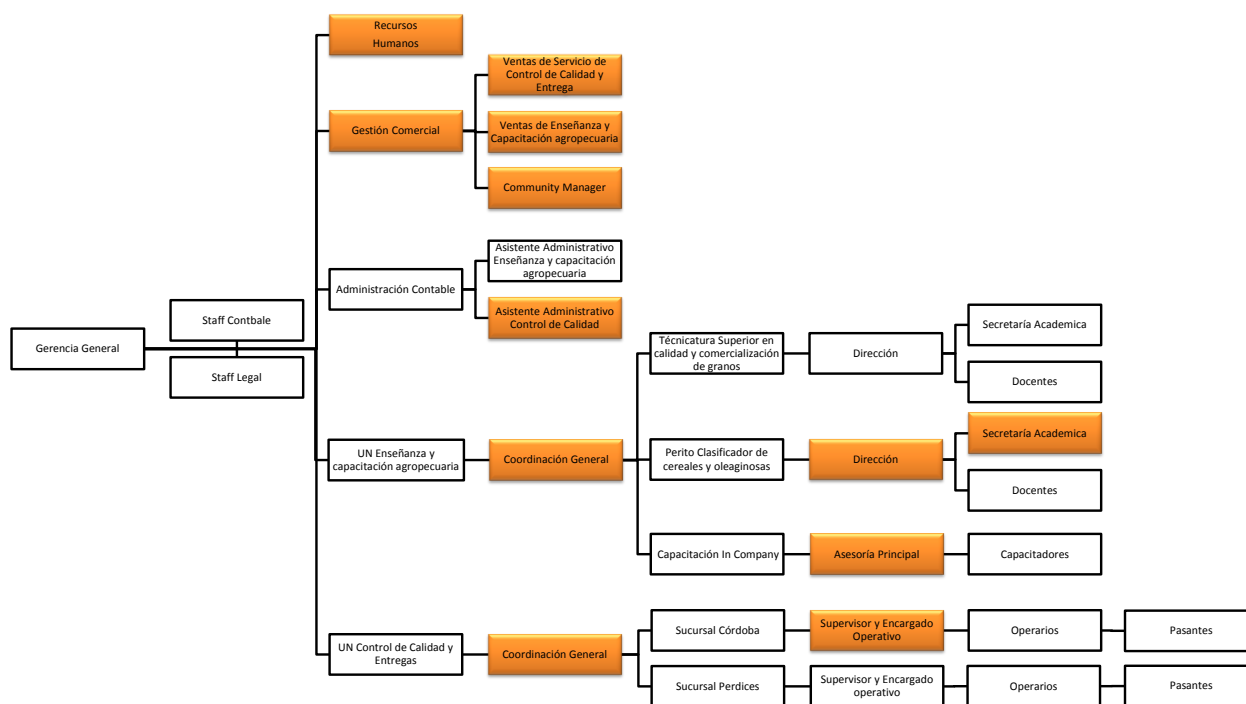 Recursos
Humanos
Ventas de Servicio de
Control de Calidad y
Entrega
Gestión Comercial
Ventas de Enseñanza y
Capacitación agropecuaria
Community Manager
Asistente Administrativo
Enseñanza y capacitación
agropecuaria
Administración Contable
Asistente Administrativo
Control de Calidad
Gerencia General
Staff Contbale
Staff Legal
Técnicatura Superior en
calidad y comercialización
de granos
Dirección
Secretaría Academica
Docentes
UN Enseñanza y
capacitación agropecuaria
Coordinación General
Perito Clasificador de
cereales y oleaginosas
Dirección
Secretaría Academica
Docentes
Capacitación In Company
Asesoría Principal
Capacitadores
UN Control de Calidad y
Entregas
Coordinación General
Sucursal Córdoba
Supervisor y Encargado
Operativo
Operarios
Pasantes
Sucursal Perdices
Supervisor y Encargado
operativo
Operarios
Pasantes